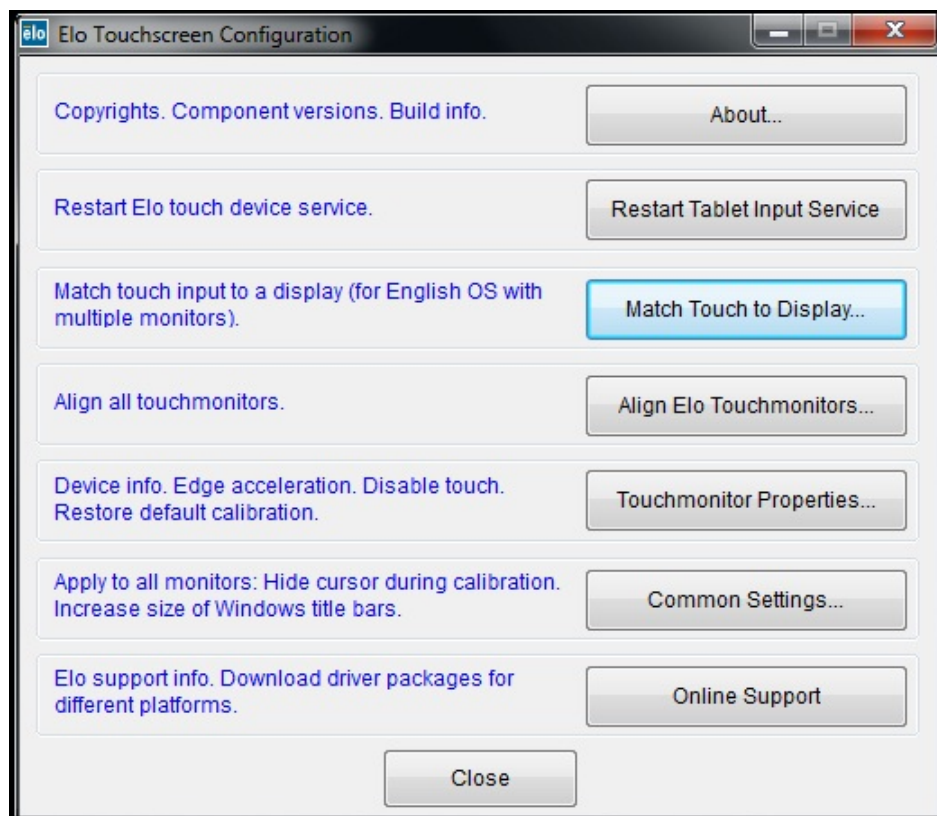 elo Elo Touchscreen Configuration
Copyrights. Component versions. Build info.
About...
Restart Elo touch device service.
Restart Tablet Input Service
Match touch input to a display (for English OS with
multiple monitors).
Match Touch to Display...
Align all touchmonitors.
Align Elo Touchmonitors...
Device info. Edge acceleration. Disable touch.
Restore default calibration.
Touchmonitor Properties...
Apply to all monitors: Hide cursor during calibration.
Increase size of Windows title bars.
Common Settings...
Elo support info. Download driver packages for
different platforms.
Online Support
Close